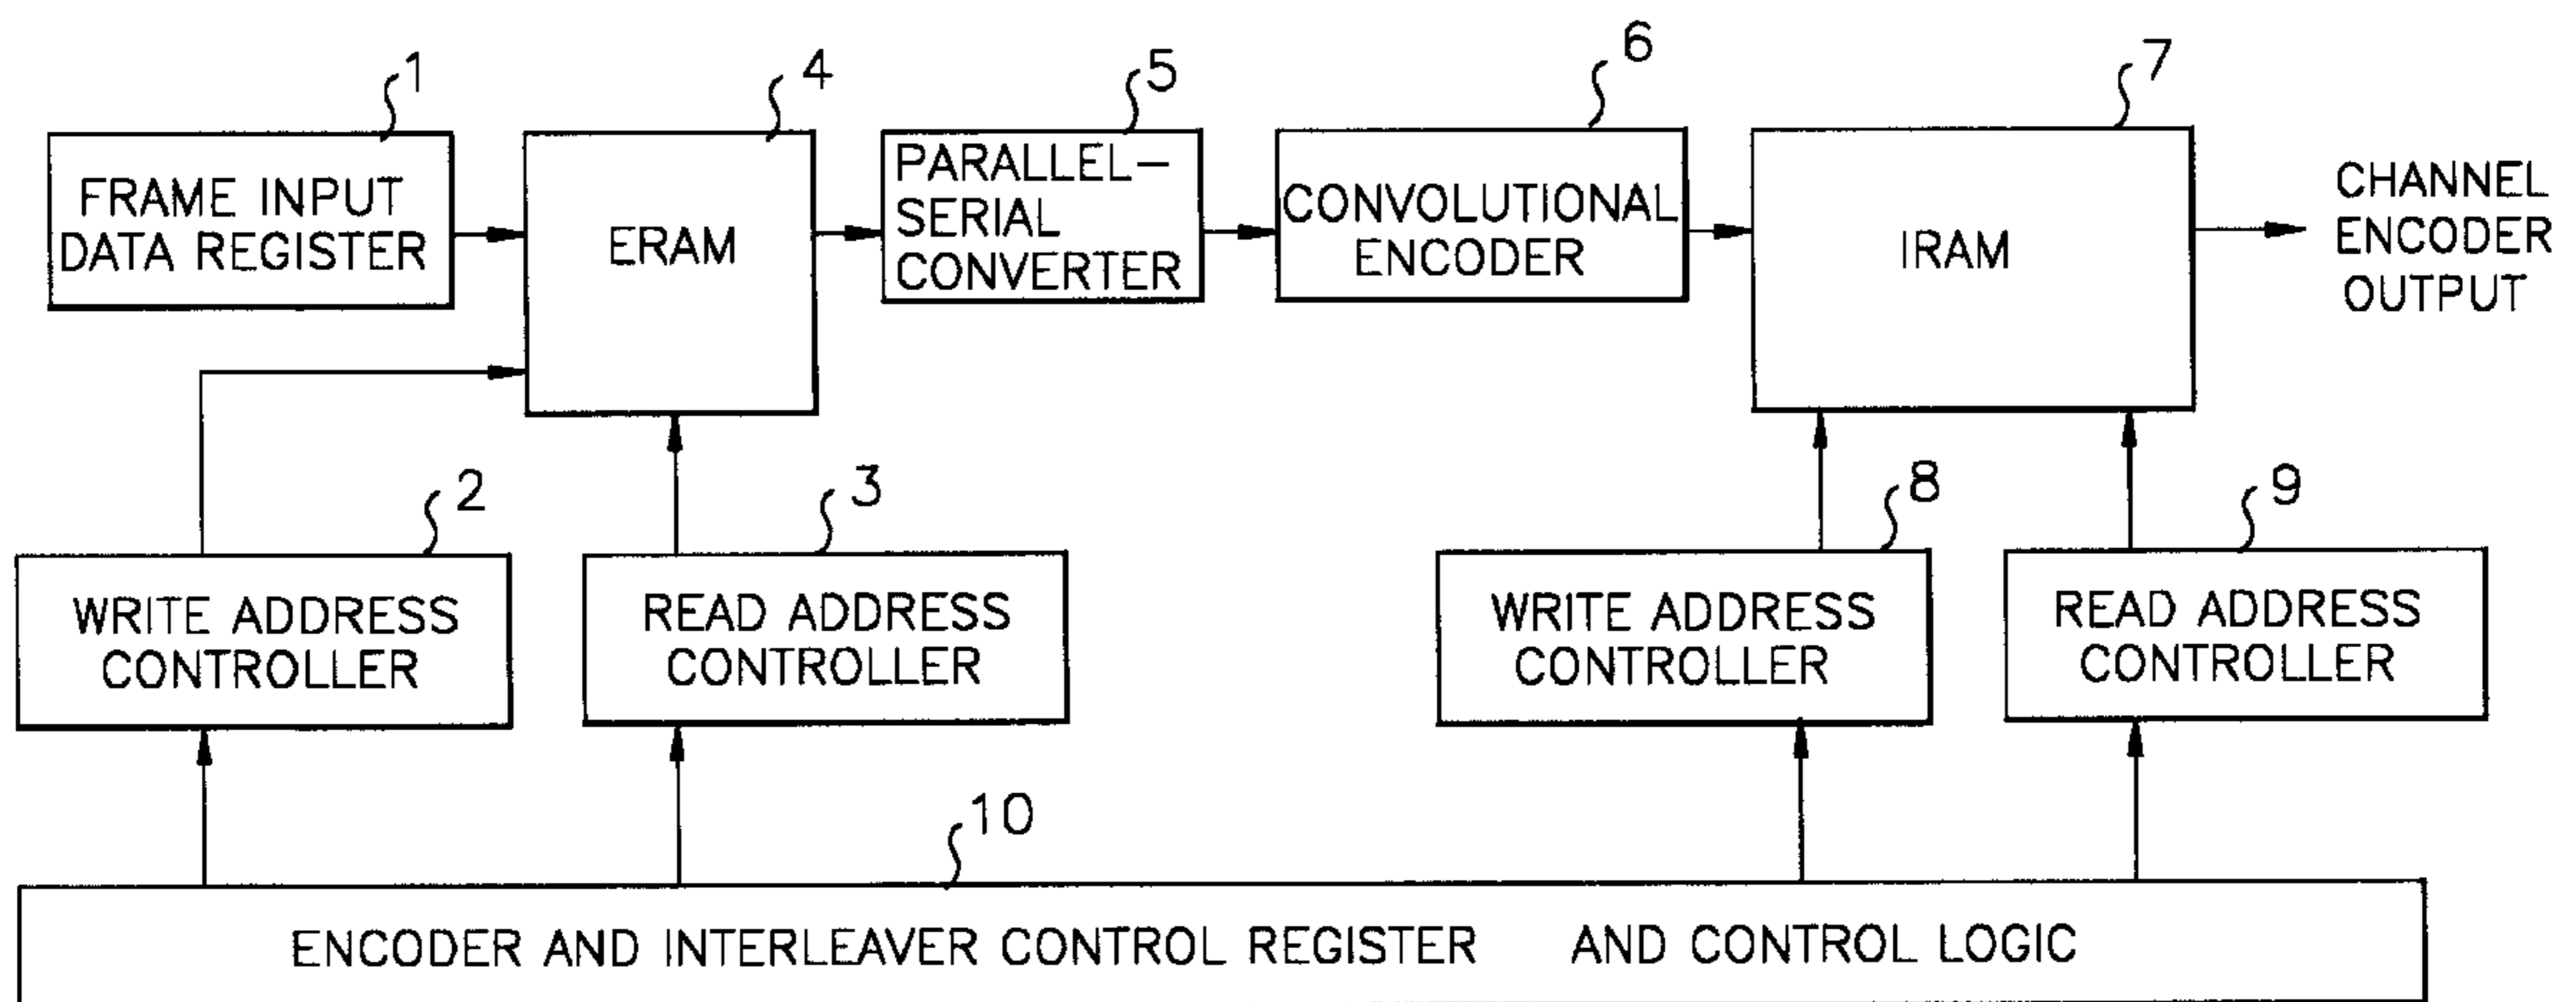 1
4
5
6
7
FRAME INPUT
DATA REGISTER
ERAM
PARALLEL-
SERIAL
CONVERTER
CONVOLUTIONAL
ENCODER
IRAM
CHANNEL
ENCODER
OUTPUT
2
3
8
9
WRITE ADDRESS
CONTROLLER
READ ADDRESS
CONTROLLER
WRITE ADDRESS
CONTROLLER
READ ADDRESS
CONTROLLER
10
ENCODER AND INTERLEAVER CONTROL REGISTER AND CONTROL LOGIC